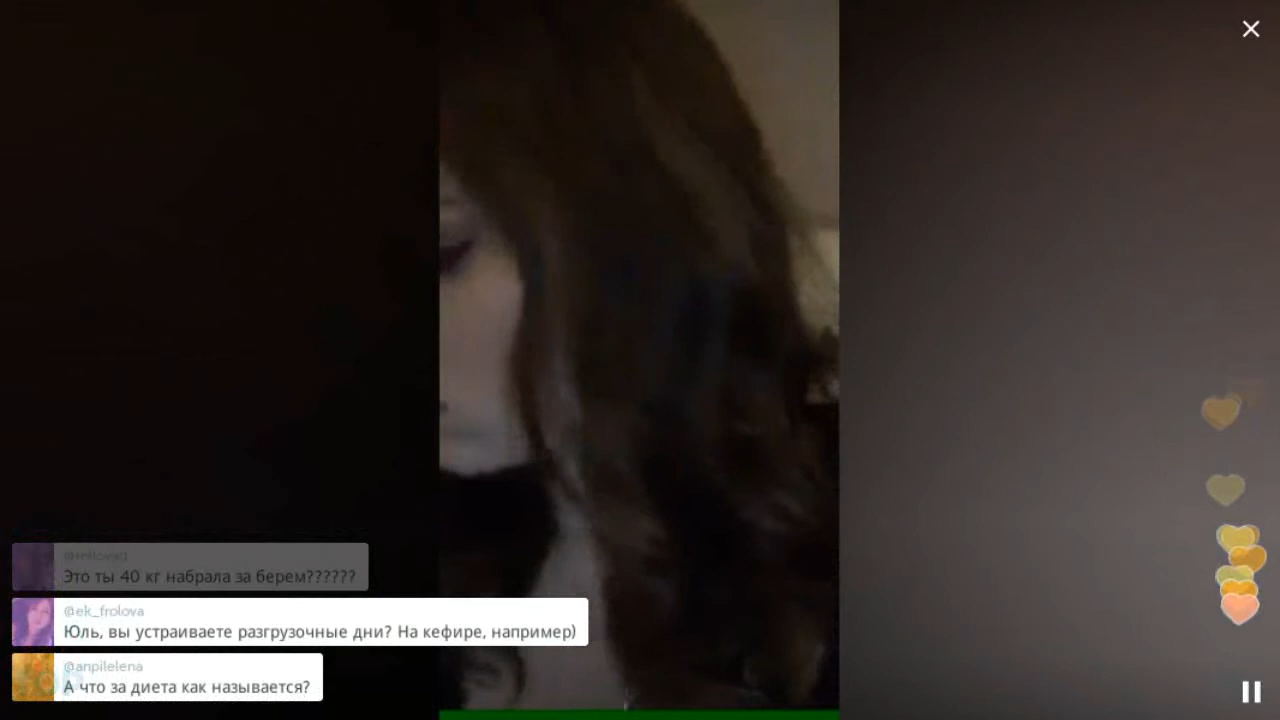 Это ты 40 кг набрала за берем??????
@ek_frolova
Юль, вы устраиваете разгрузочные дни? На кефире, например)
@anpilelena
А что за диета как называется?